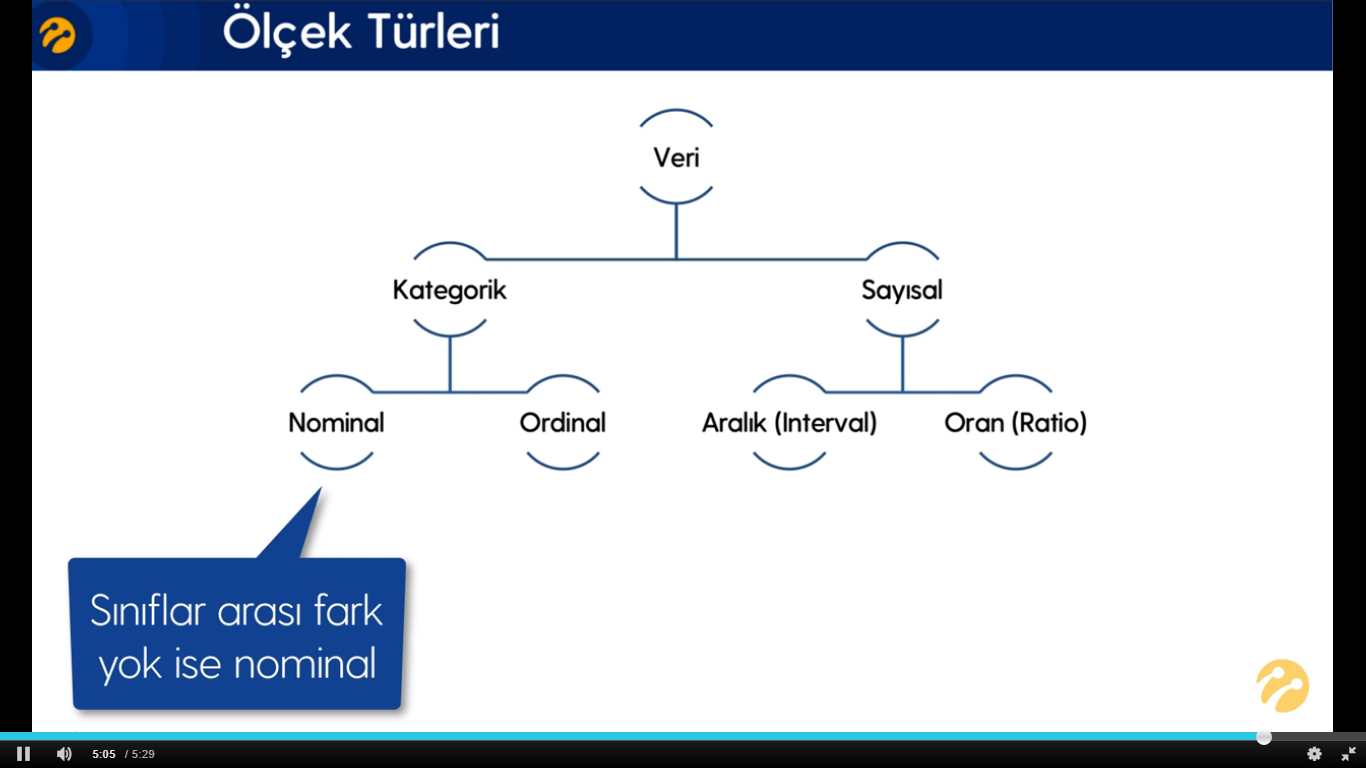 Ölçek Türleri
Veri
Kategorik
Sayısal
Nominal
Ordinal
Aralık (Interval)
Oran (Ratio)
Sınıflar arası fark
yok ise nominal
5:05 / 5:29